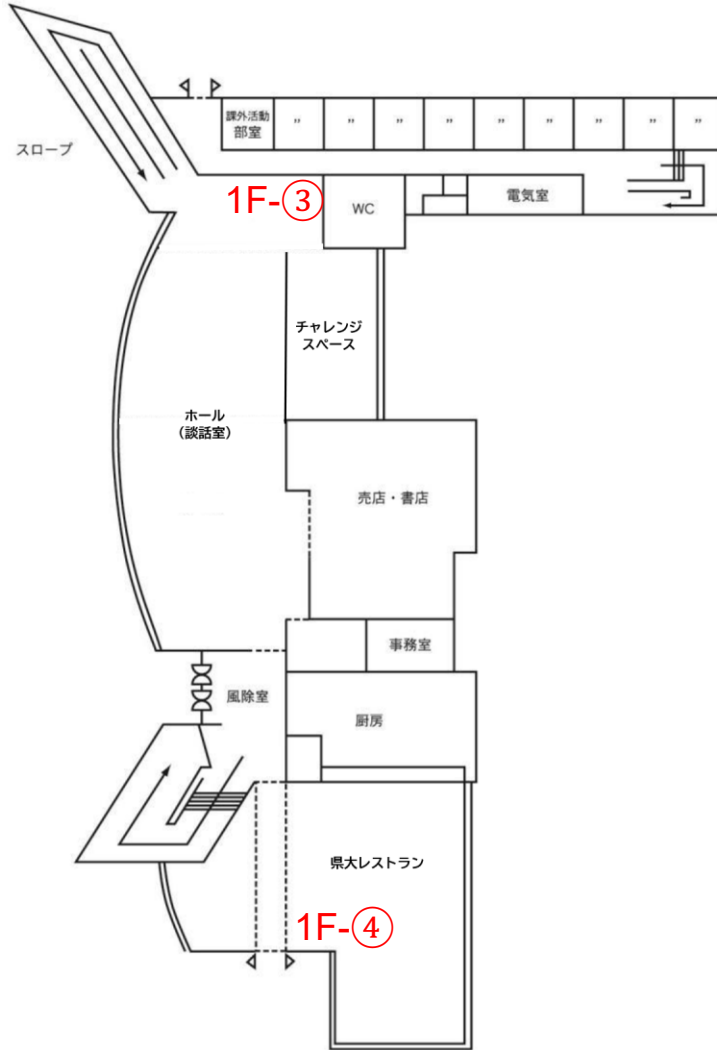 課外活動
部室
〃
〃
〃
〃
〃
〃
〃
〃
〃
スロープ
1F-③
WC
電気室
チャレンジ
スペース
ホール
(談話室)
売店・書店
事務室
風除室
厨房
県大レストラン
1F-④